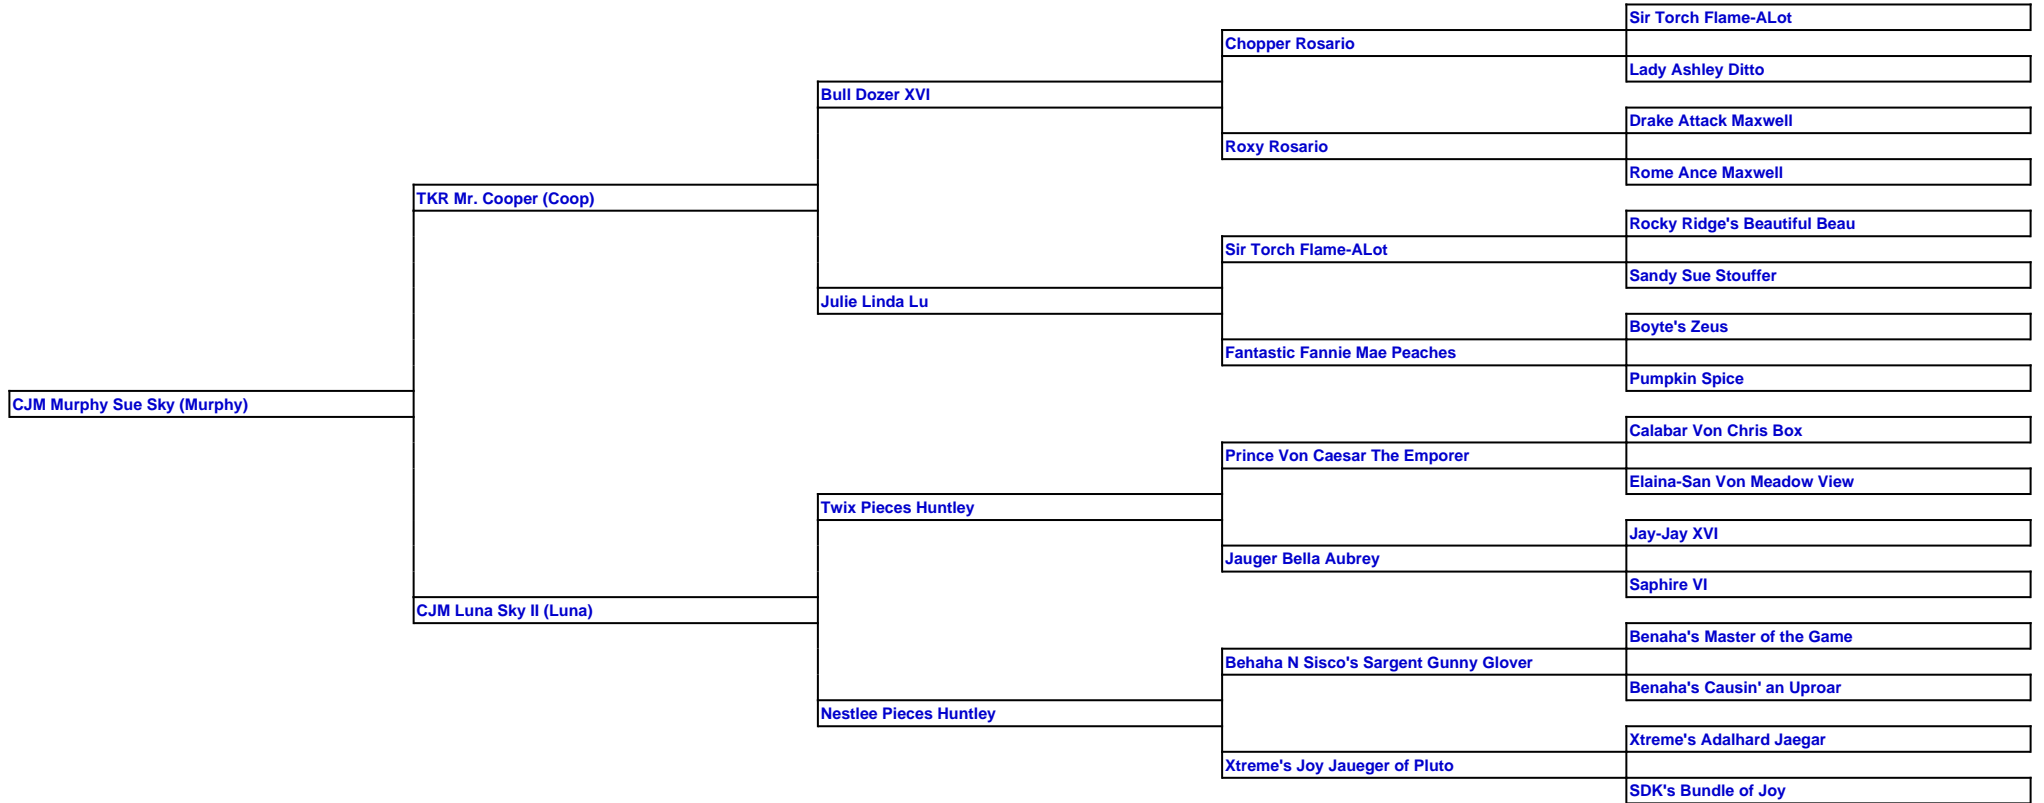 Sir Torch Flame-ALot
Chopper Rosario
Lady Ashley Ditto
Bull Dozer XVI
Drake Attack Maxwell
Roxy Rosario
Rome Ance Maxwell
TKR Mr. Cooper (Coop)
Rocky Ridge's Beautiful Beau
Sir Torch Flame-ALot
Sandy Sue Stouffer
Julie Linda Lu
Boyte's Zeus
Fantastic Fannie Mae Peaches
Pumpkin Spice
CJM Murphy Sue Sky (Murphy)
Calabar Von Chris Box
Prince Von Caesar The Emporer
Elaina-San Von Meadow View
Twix Pieces Huntley
Jay-Jay XVI
Jauger Bella Aubrey
Saphire VI
CJM Luna Sky II (Luna)
Benaha's Master of the Game
Behaha N Sisco's Sargent Gunny Glover
Benaha's Causin' an Uproar
Nestlee Pieces Huntley
Xtreme's Adalhard Jaegar
Xtreme's Joy Jaueger of Pluto
SDK's Bundle of Joy